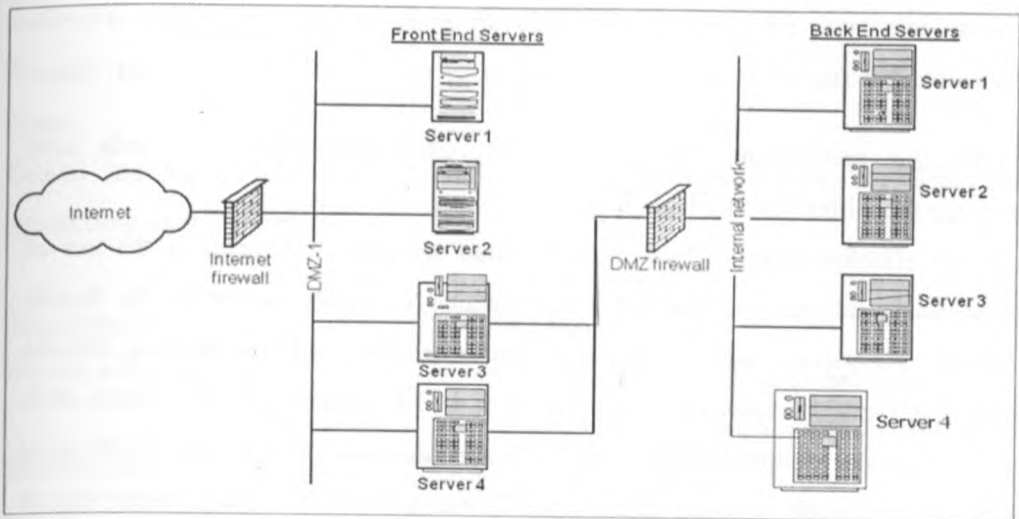 Front End Servers
Back End Servers
Server 1
Server 1
Server 2
Server 2
Internet
Internet
firewall
DMZ-1
DMZ firewall
Internal network
Server 3
Server 3
Server 4
Server 4